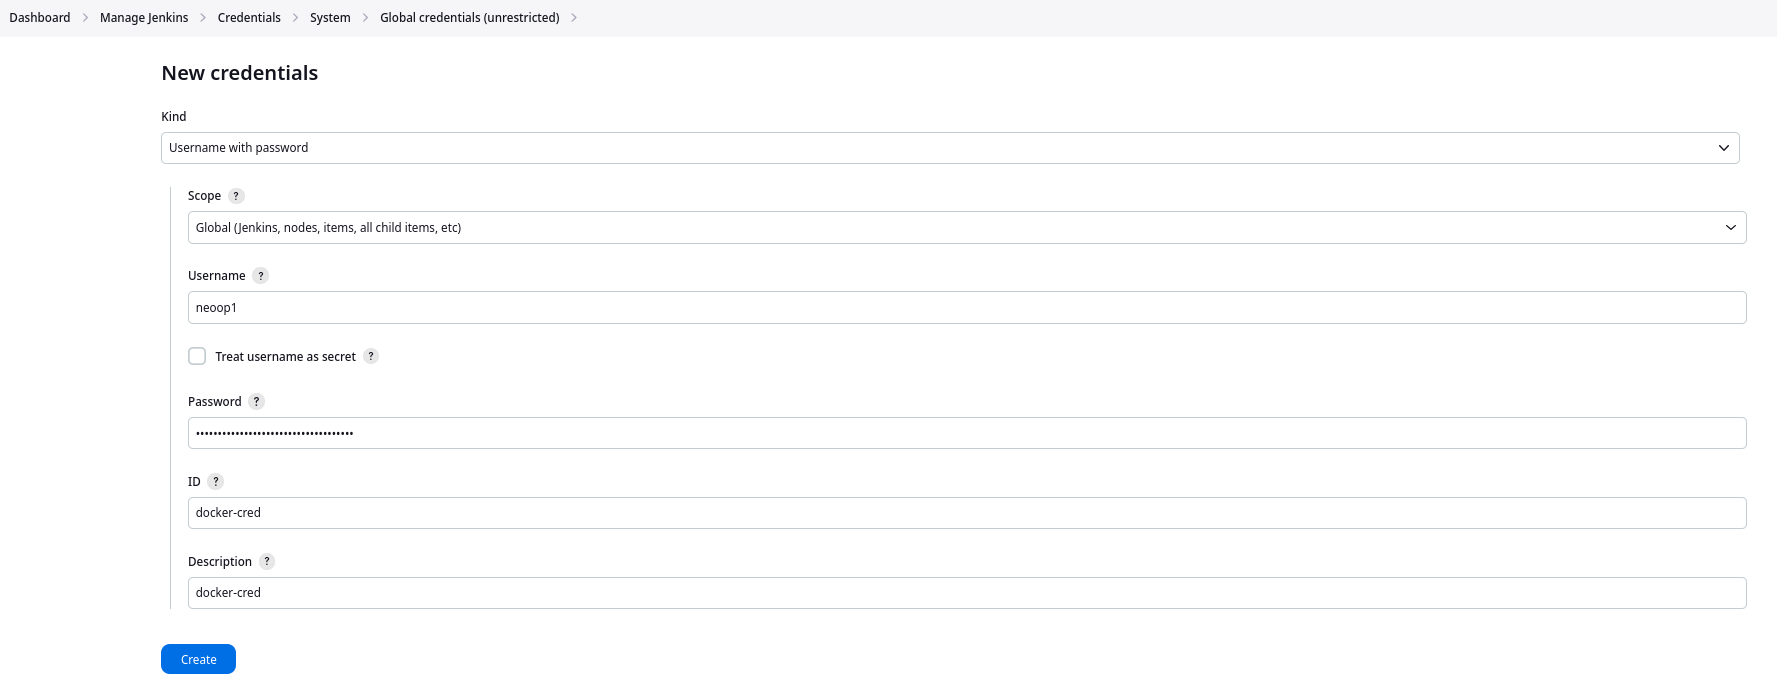 Dashboard > Manage Jenkins > Credentials > System > Global credentials (unrestricted) >
New credentials
Kind
Username with password
Scope ?
Global (Jenkins, nodes, items, all child items, etc)
Username ?
neoop1
Treat username as secret ?
Password ?
••••••••••••••••••••••••••••••••••••
ID ?
docker-cred
Description ?
docker-cred
Create